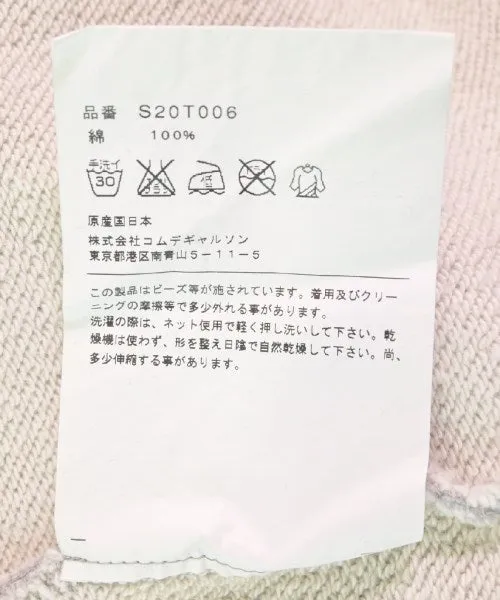 品番 S20T006
綿 100%
手洗イ
30
エンソサラシ
低
原産国日本
株式会社コムデギャルソン
東京都港区南青山5-11-5
この製品はビーズ等が施されています。着用及びクリー
ニングの摩擦等で多少外れる事があります。
洗濯の際は、ネット使用で軽く押し洗いして下さい。乾
燥機は使わず、形を整え日陰で自然乾燥して下さい。尚、
多少伸縮する事があります。